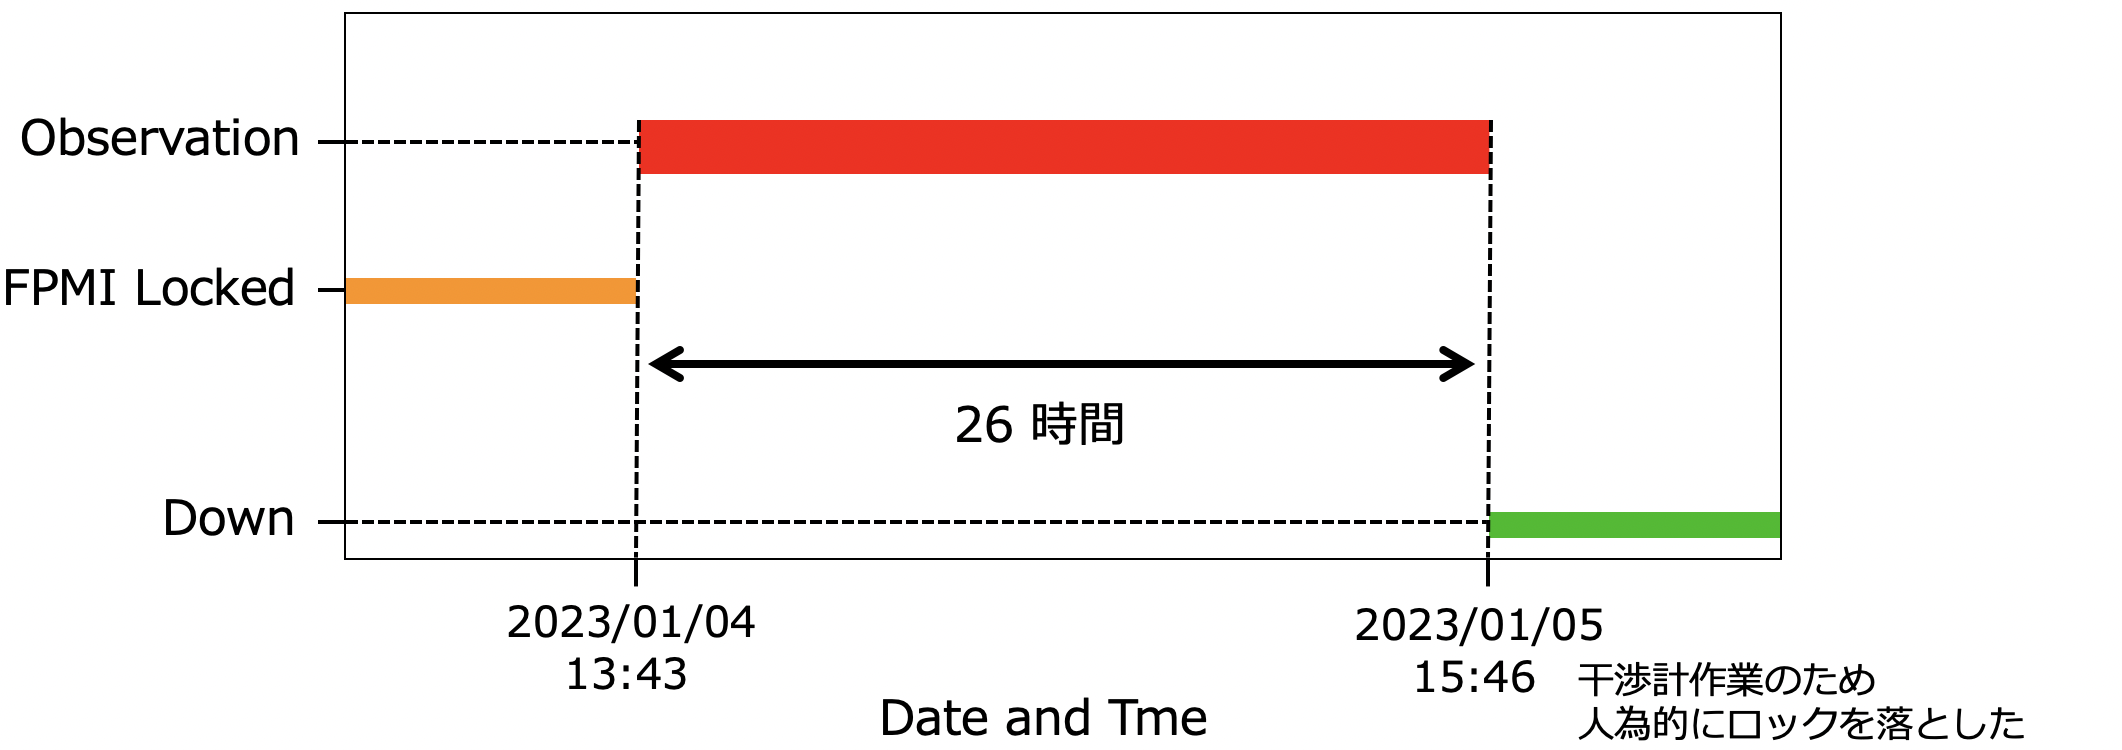 Observation
FPMI Locked
26 時間
Down
2023/01/04
13:43
2023/01/05
15:46
干渉計作業のため
人為的にロックを落とした
Date and Tme